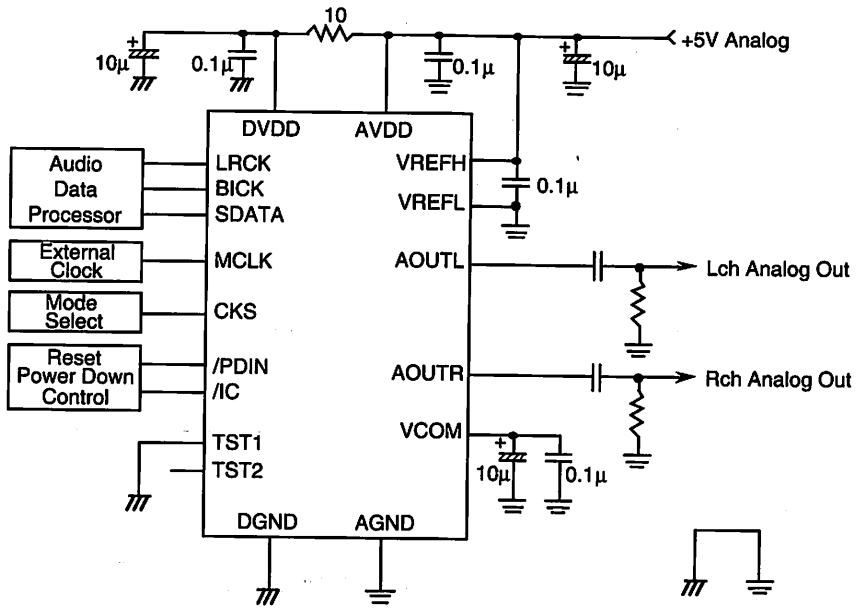 10
+5V Analog
+
10μ
0.1μ
0.1μ
+
10μ
DVDD
AVDD
Audio
Data
Processor
LRCK
BICK
SDATA
VREFH
VREFL
0.1μ
External
Clock
MCLK
AOUTL
Lch Analog Out
Mode
Select
CKS
Reset
Power Down
Control
/PDIN
/IC
AOUTR
Rch Analog Out
VCOM
+
10μ
0.1μ
TST1
TST2
DGND
AGND